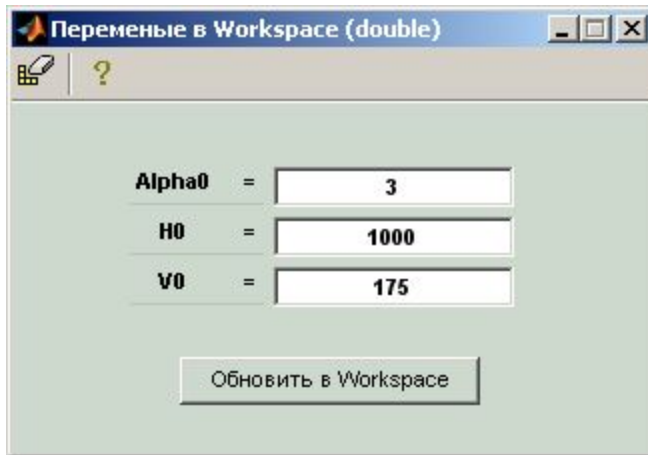 Переменые в Workspace (double)
?
Alpha0 = 3
H0 = 1000
V0 = 175
Обновить в Workspace